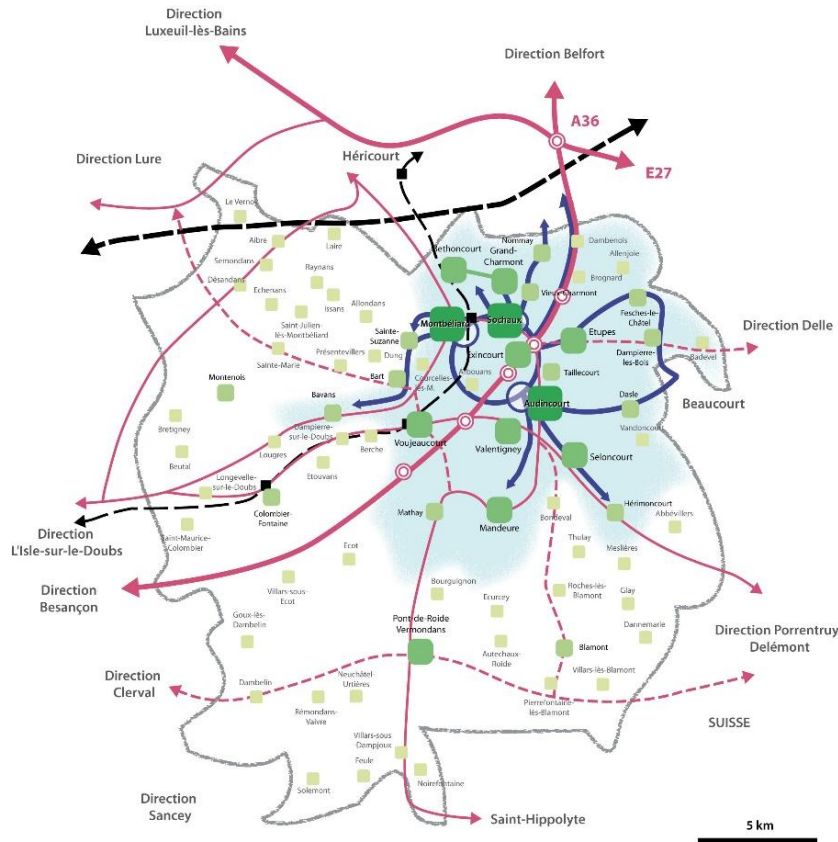 Direction
Luxeuil-lès-Bains
Direction Belfort
A36
E27
Direction Lure
Héricourt
Le Vernoy
Aibre
Laire
Semondans
Désandans
Raynans
Echenans
Issans
Allondans
Saint-Julien-
lès-Montbéliard
Sainte-Marie
Présentevillers
Dung
Sainte-
Suzanne
Montbéliard
Bethoncourt
Grand-
Charmont
Nommay
Dambenois
Allenjoie
Brognard
Vieux-Charmont
Sochaux
Fesches-le-
Châtel
Etupes
Exincourt
Direction Delle
Dampierre-
les-Bois
Badevel
Taillecourt
Arbouans
Courcelles-
lès-M.
Bart
Bavans
Montenois
Audincourt
Dasle
Beaucourt
Vandoncourt
Bretigney
Beutal
Lougres
Dampierre-
sur-le-Doubs
Berche
Voujeaucourt
Valentigney
Seloncourt
Etouvans
Longevelle-
sur-le-Doubs
Colombier-
Fontaine
Saint-Maurice-
Colombier
Mathay
Mandeure
Bondeval
Hérimoncourt
Abbévillers
Direction
L'Isle-sur-le-Doubs
Thulay
Meslières
Ecot
Villars-sous-
Ecot
Bourguignon
Ecurcey
Roches-lès-
Blamont
Glay
Dannemarie
Direction
Besançon
Goux-lès-
Dambelin
Pont-de-Roide
Vermondans
Autechaux-
Roide
Blamont
Villars-lès-Blamont
Direction Porrentruy
Delémont
Direction
Clerval
Dambelin
Neuchâtel-
Urtières
Rémondans-
Vaivre
Pierrefontaine-
lès-Blamont
SUISSE
Villars-sous-
Dampjoux
Feule
Solemont
Noirefontaine
Direction
Sancey
Saint-Hippolyte
5 km